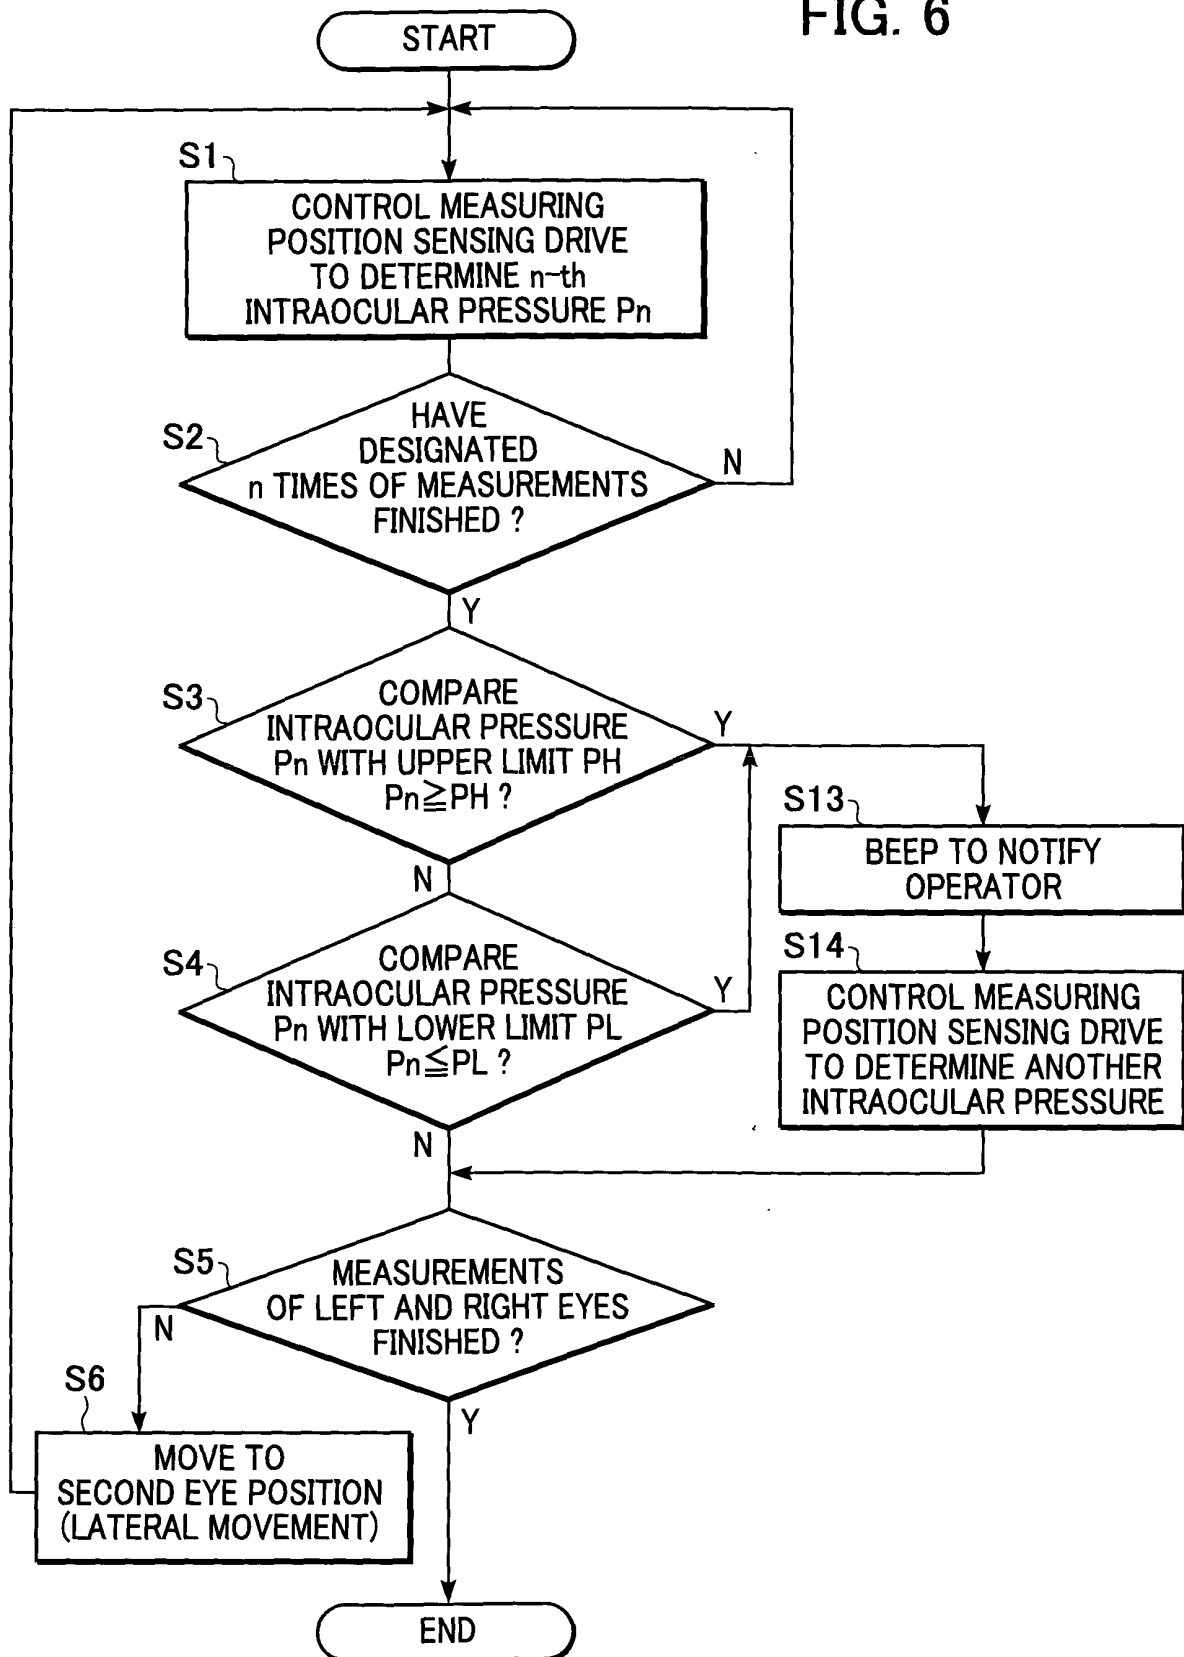 FIG. 6
START
S1
CONTROL MEASURING
POSITION SENSING DRIVE
TO DETERMINE n-th
INTRAOCULAR PRESSURE Pn
S2
HAVE
DESIGNATED
n TIMES OF MEASUREMENTS
FINISHED ?
N
Y
S3
COMPARE
INTRAOCULAR PRESSURE
Pn WITH UPPER LIMIT PH
Pn≧PH ?
Y
N
S13
BEEP TO NOTIFY
OPERATOR
S4
COMPARE
INTRAOCULAR PRESSURE
Pn WITH LOWER LIMIT PL
Pn≦PL ?
Y
N
S14
CONTROL MEASURING
POSITION SENSING DRIVE
TO DETERMINE ANOTHER
INTRAOCULAR PRESSURE
S5
MEASUREMENTS
OF LEFT AND RIGHT EYES
FINISHED ?
N
Y
S6
MOVE TO
SECOND EYE POSITION
(LATERAL MOVEMENT)
END